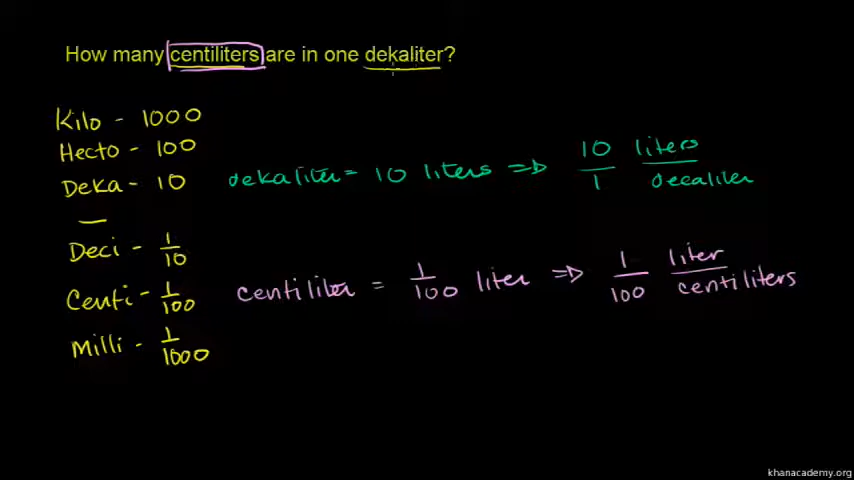 How many centiliters are in one dekaliter?
Kilo - 1000
Hecto - 100
Deka - 10
dekaliter = 10 liters ⇒ 10/1 liters/decaliter
—
Deci - 1/10
Centi - 1/100
centiliter = 1/100 liter ⇒ 1/100 liter/centiliters
Milli - 1/1000
khanacademy.org